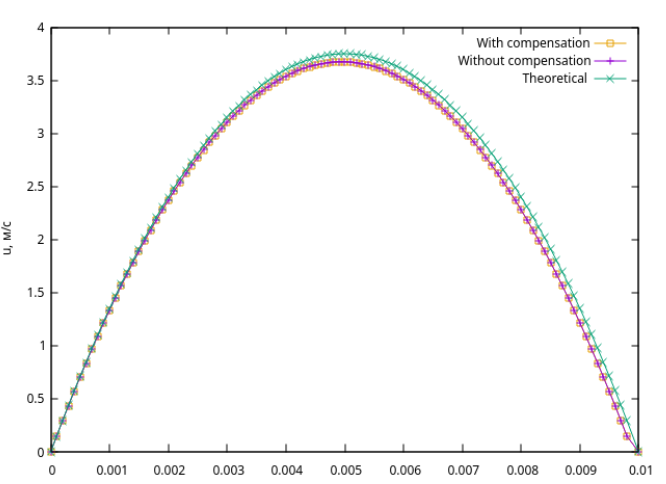 4
With compensation
Without compensation
Theoretical
3.5
3
2.5
2
u, м/с
1.5
1
0.5
0
0 0.001 0.002 0.003 0.004 0.005 0.006 0.007 0.008 0.009 0.01